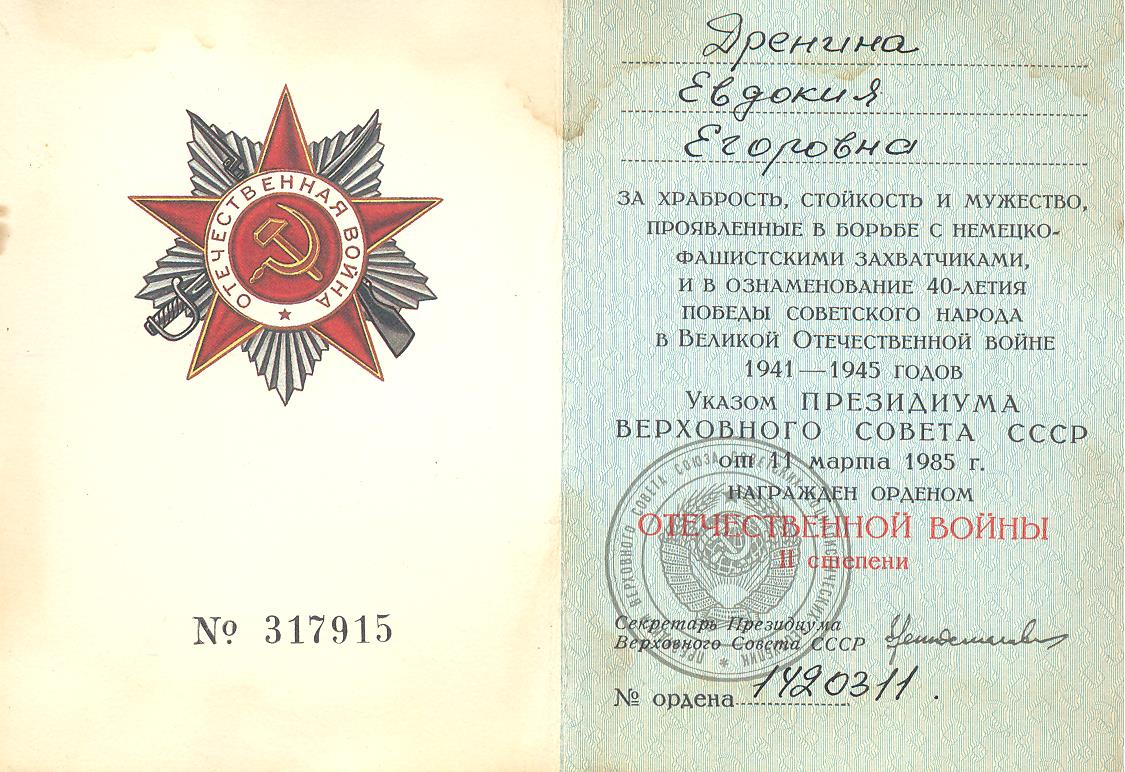 ОТЕЧЕСТВЕННАЯ ВОЙНА
№ 317915
Дренина
Евдокия
Егоровна
ЗА ХРАБРОСТЬ, СТОЙКОСТЬ И МУЖЕСТВО,
ПРОЯВЛЕННЫЕ В БОРЬБЕ С НЕМЕЦКО-
ФАШИСТСКИМИ ЗАХВАТЧИКАМИ,
И В ОЗНАМЕНОВАНИЕ 40-ЛЕТИЯ
ПОБЕДЫ СОВЕТСКОГО НАРОДА
В ВЕЛИКОЙ ОТЕЧЕСТВЕННОЙ ВОЙНЕ
1941—1945 ГОДОВ
УКАЗОМ ПРЕЗИДИУМА
ВЕРХОВНОГО СОВЕТА СССР
от 11 марта 1985 г.
НАГРАЖДЕН ОРДЕНОМ
ОТЕЧЕСТВЕННОЙ ВОЙНЫ
II степени
Секретарь Президиума
Верховного Совета СССР
№ ордена 1420311.